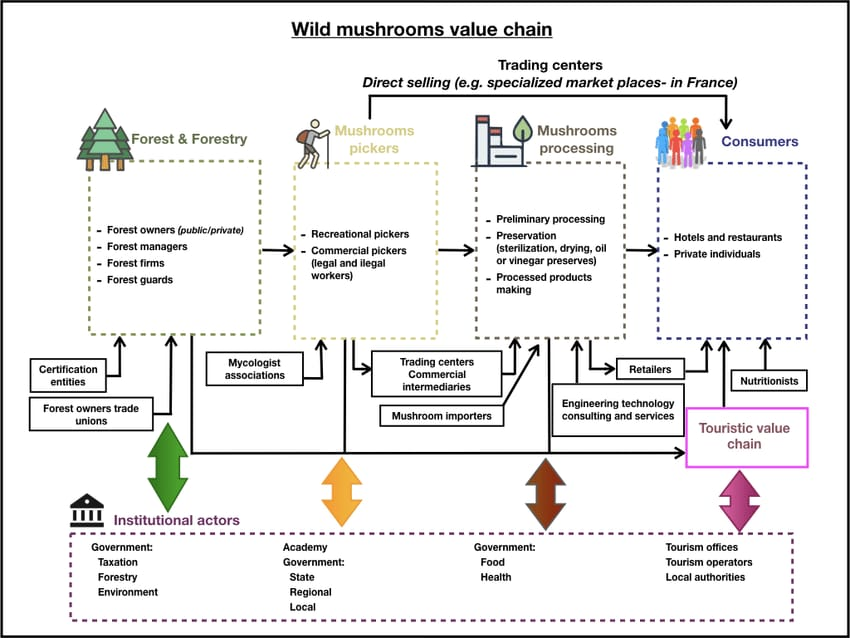 Wild mushrooms value chain
Trading centers
Direct selling (e.g. specialized market places- in France)
Forest & Forestry
Mushrooms
pickers
Mushrooms
processing
Consumers
- Forest owners (public/private)
- Forest managers
- Forest firms
- Forest guards
- Recreational pickers
- Commercial pickers
(legal and ilegal
workers)
- Preliminary processing
- Preservation
(sterilization, drying, oil
or vinegar preserves)
- Processed products
making
- Hotels and restaurants
- Private individuals
Certification
entities
Forest owners trade
unions
Mycologist
associations
Trading centers
Commercial
intermediaries
Mushroom importers
Engineering technology
consulting and services
Retailers
Nutritionists
Touristic value
chain
Institutional actors
Government:
Taxation
Forestry
Environment
Academy
Government:
State
Regional
Local
Government:
Food
Health
Tourism offices
Tourism operators
Local authorities